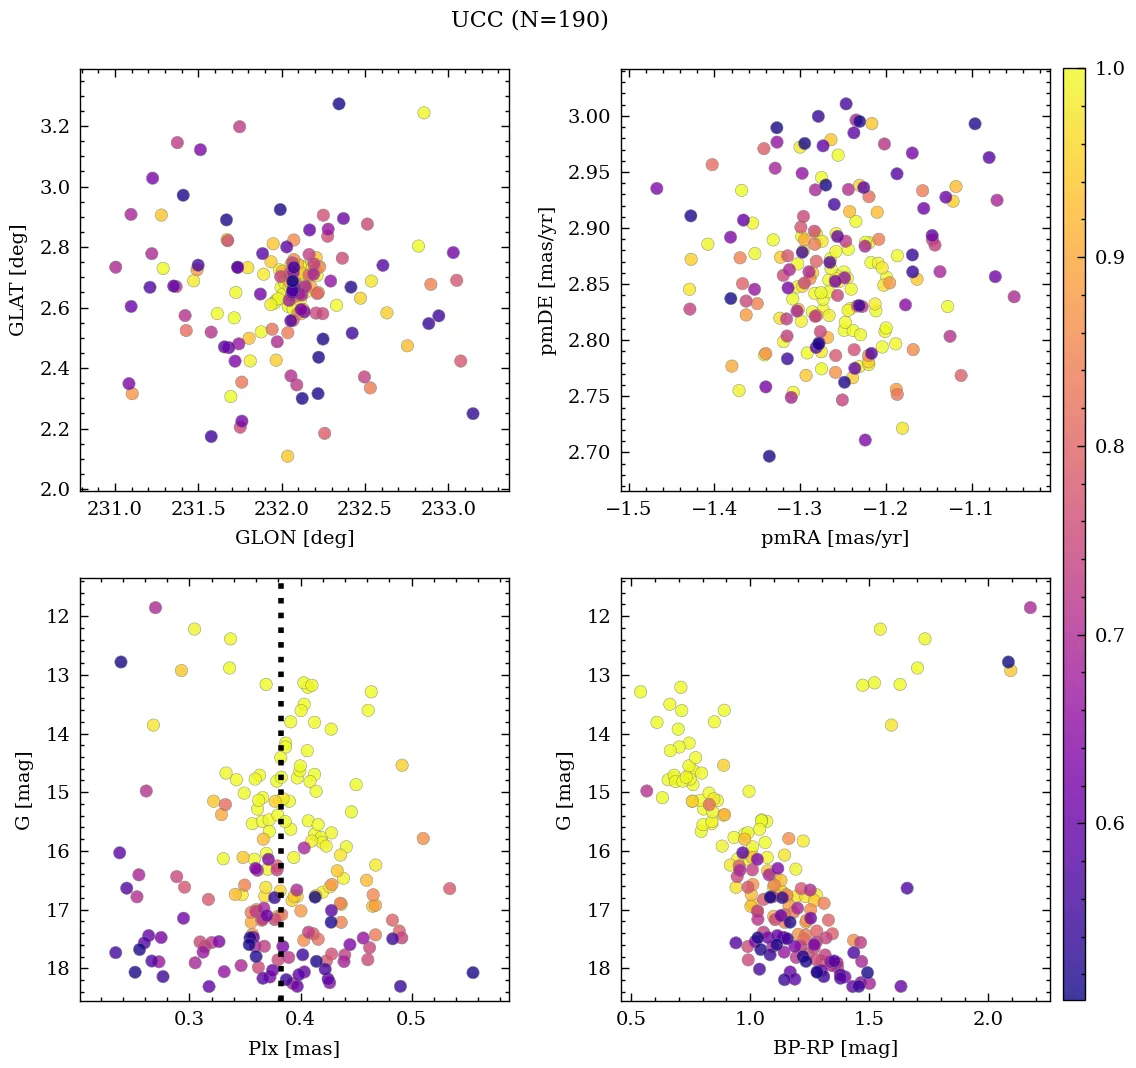 UCC (N=190)
3.2
3.0
2.8
2.6
2.4
2.2
2.0
GLAT [deg]
231.0 231.5 232.0 232.5 233.0
GLON [deg]
3.00
2.95
2.90
2.85
2.80
2.75
2.70
pmDE [mas/yr]
−1.5 −1.4 −1.3 −1.2 −1.1
pmRA [mas/yr]
12
13
14
15
16
17
18
G [mag]
0.3 0.4 0.5
Plx [mas]
12
13
14
15
16
17
18
G [mag]
0.5 1.0 1.5 2.0
BP-RP [mag]
1.0
0.9
0.8
0.7
0.6